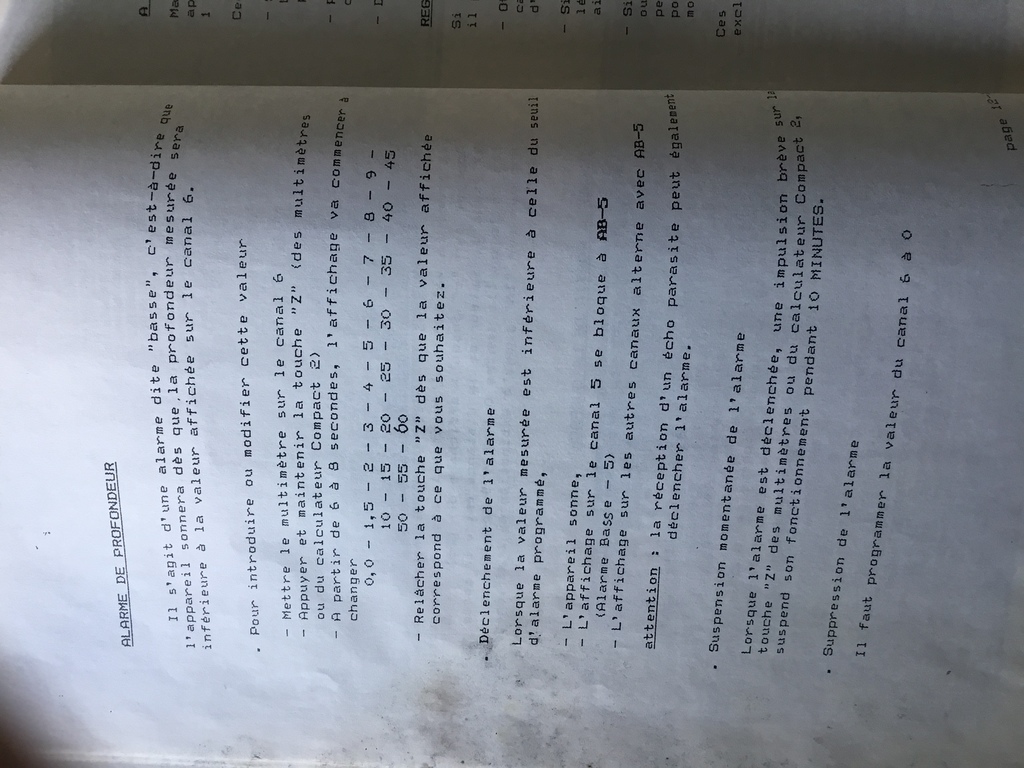 ALARME DE PROFONDEUR
Il s'agit d'une alarme dite "basse", c'est-à-dire que
l'appareil sonnera dès que la profondeur mesurée sera
inférieure à la valeur affichée sur le canal 6.
. Pour introduire ou modifier cette valeur
- Mettre le multimètre sur le canal 6
- Appuyer et maintenir la touche "Z" (des multimètres
ou du calculateur Compact 2)
- A partir de 6 à 8 secondes, l'affichage va commencer à
changer
0,0 - 1,5 - 2 - 3 - 4 - 5 - 6 - 7 - 8 - 9 -
10 - 15 - 20 - 25 - 30 - 35 - 40 - 45
50 - 55 - 60
- Relâcher la touche "Z" dès que la valeur affichée
correspond à ce que vous souhaitez.
. Déclenchement de l'alarme
Lorsque la valeur mesurée est inférieure à celle du seuil
d'alarme programmé,
- L'appareil sonne,
- L'affichage sur le canal 5 se bloque à AB-5
(Alarme Basse - 5)
- L'affichage sur les autres canaux alterne avec AB-5
attention : la réception d'un écho parasite peut également
déclencher l'alarme.
. Suspension momentanée de l'alarme
Lorsque l'alarme est déclenchée, une impulsion brève sur la
touche "Z" des multimètres ou du calculateur Compact 2,
suspend son fonctionnement pendant 10 MINUTES.
. Suppression de l'alarme
Il faut programmer la valeur du canal 6 à 0
page 12
A
Ce
REG
Si
il
- Si
- Si
Ces
excl